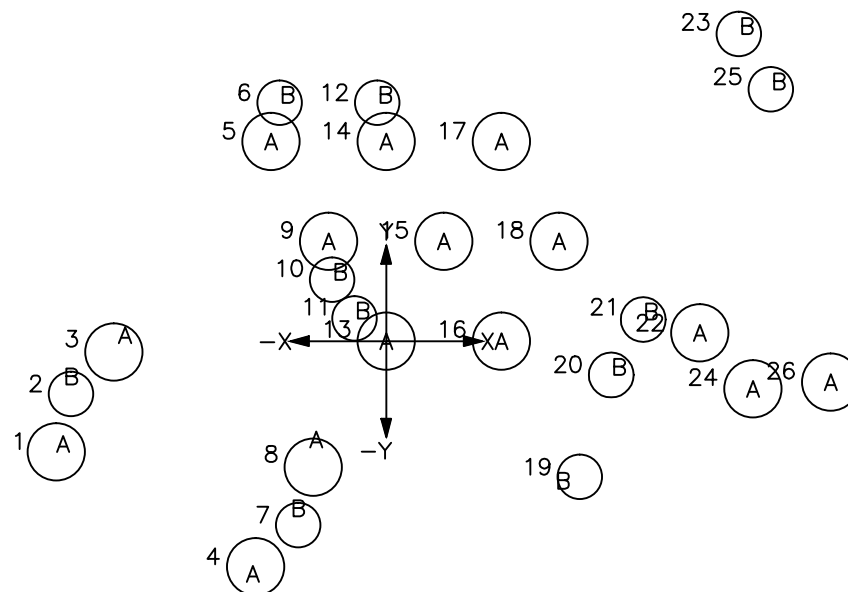 23 B
25 B
6 B 12 B
5 A 14 A 17 A
9 A Y 15 A 18 A
10 B
11 B 21 B
3 A 13 A -X X 16 A 22 A
2 B 20 B 24 A 26 A
1 A 8 A -Y
19 B
7 B
4 A